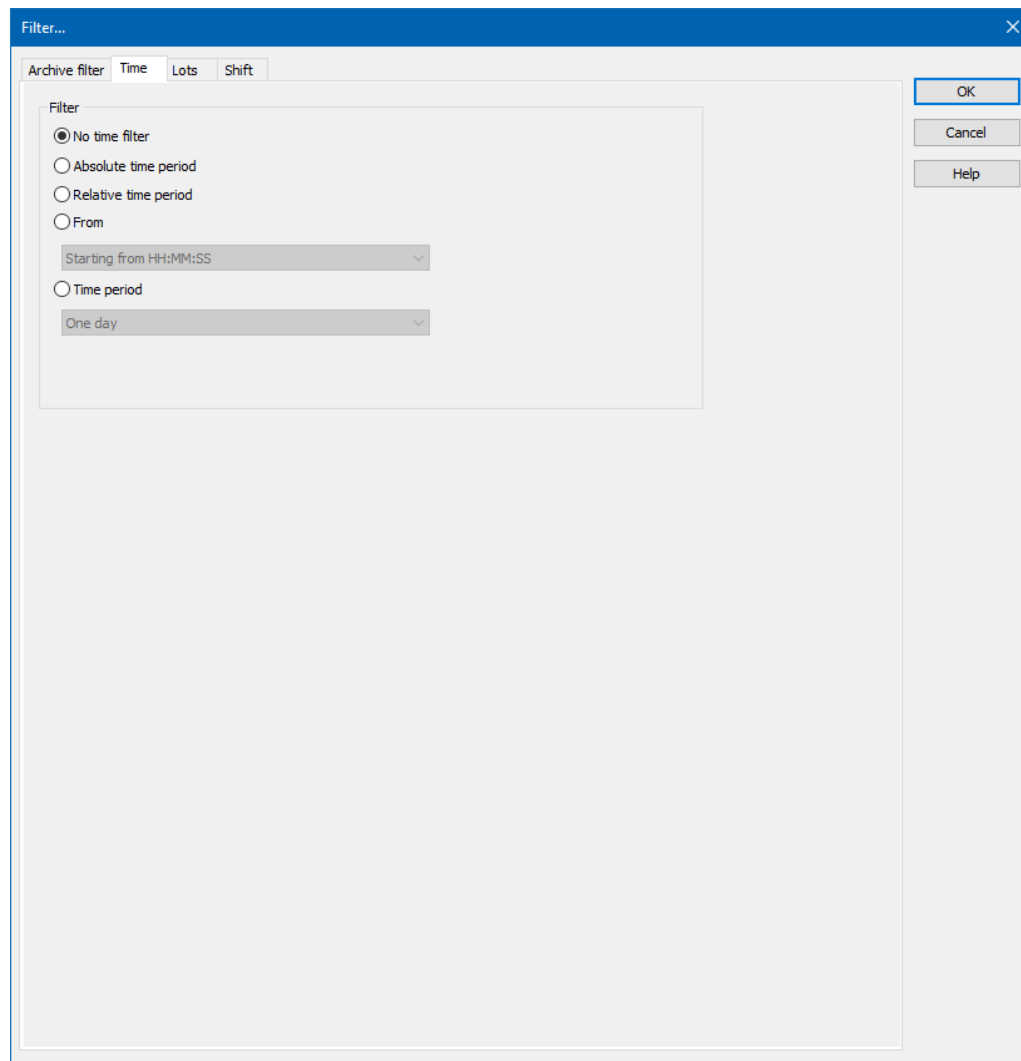 Filter...
Archive filter Time Lots Shift
OK
Cancel
Help
Filter
No time filter
Absolute time period
Relative time period
From
Starting from HH:MM:SS
Time period
One day